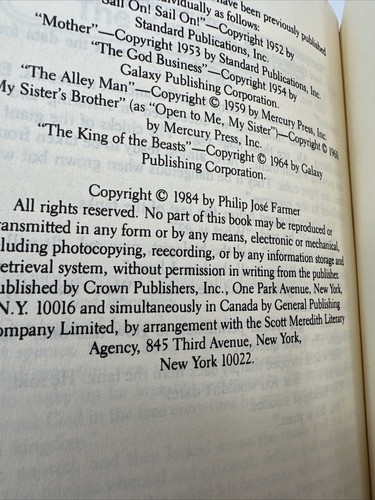 have been previously published
individually as follows:
Sail On! Sail On!”—Copyright 1952 by
Standard Publications, Inc.
“Mother”—Copyright 1953 by Standard Publications, Inc.
“The God Business”—Copyright 1954 by
Galaxy Publishing Corporation.
“The Alley Man”—Copyright © 1959 by Mercury Press, Inc.
My Sister’s Brother” (as “Open to Me, My Sister”)—Copyright © 1960
by Mercury Press, Inc.
“The King of the Beasts”—Copyright © 1964 by Galaxy
Publishing Corporation.
Copyright © 1984 by Philip José Farmer
All rights reserved. No part of this book may be reproduced or
ransmitted in any form or by any means, electronic or mechanical,
cluding photocopying, reecording, or by any information storage and
etrieval system, without permission in writing from the publisher.
ublished by Crown Publishers, Inc., One Park Avenue, New York,
N.Y. 10016 and simultaneously in Canada by General Publishing
ompany Limited, by arrangement with the Scott Meredith Literary
Agency, 845 Third Avenue, New York,
New York 10022.